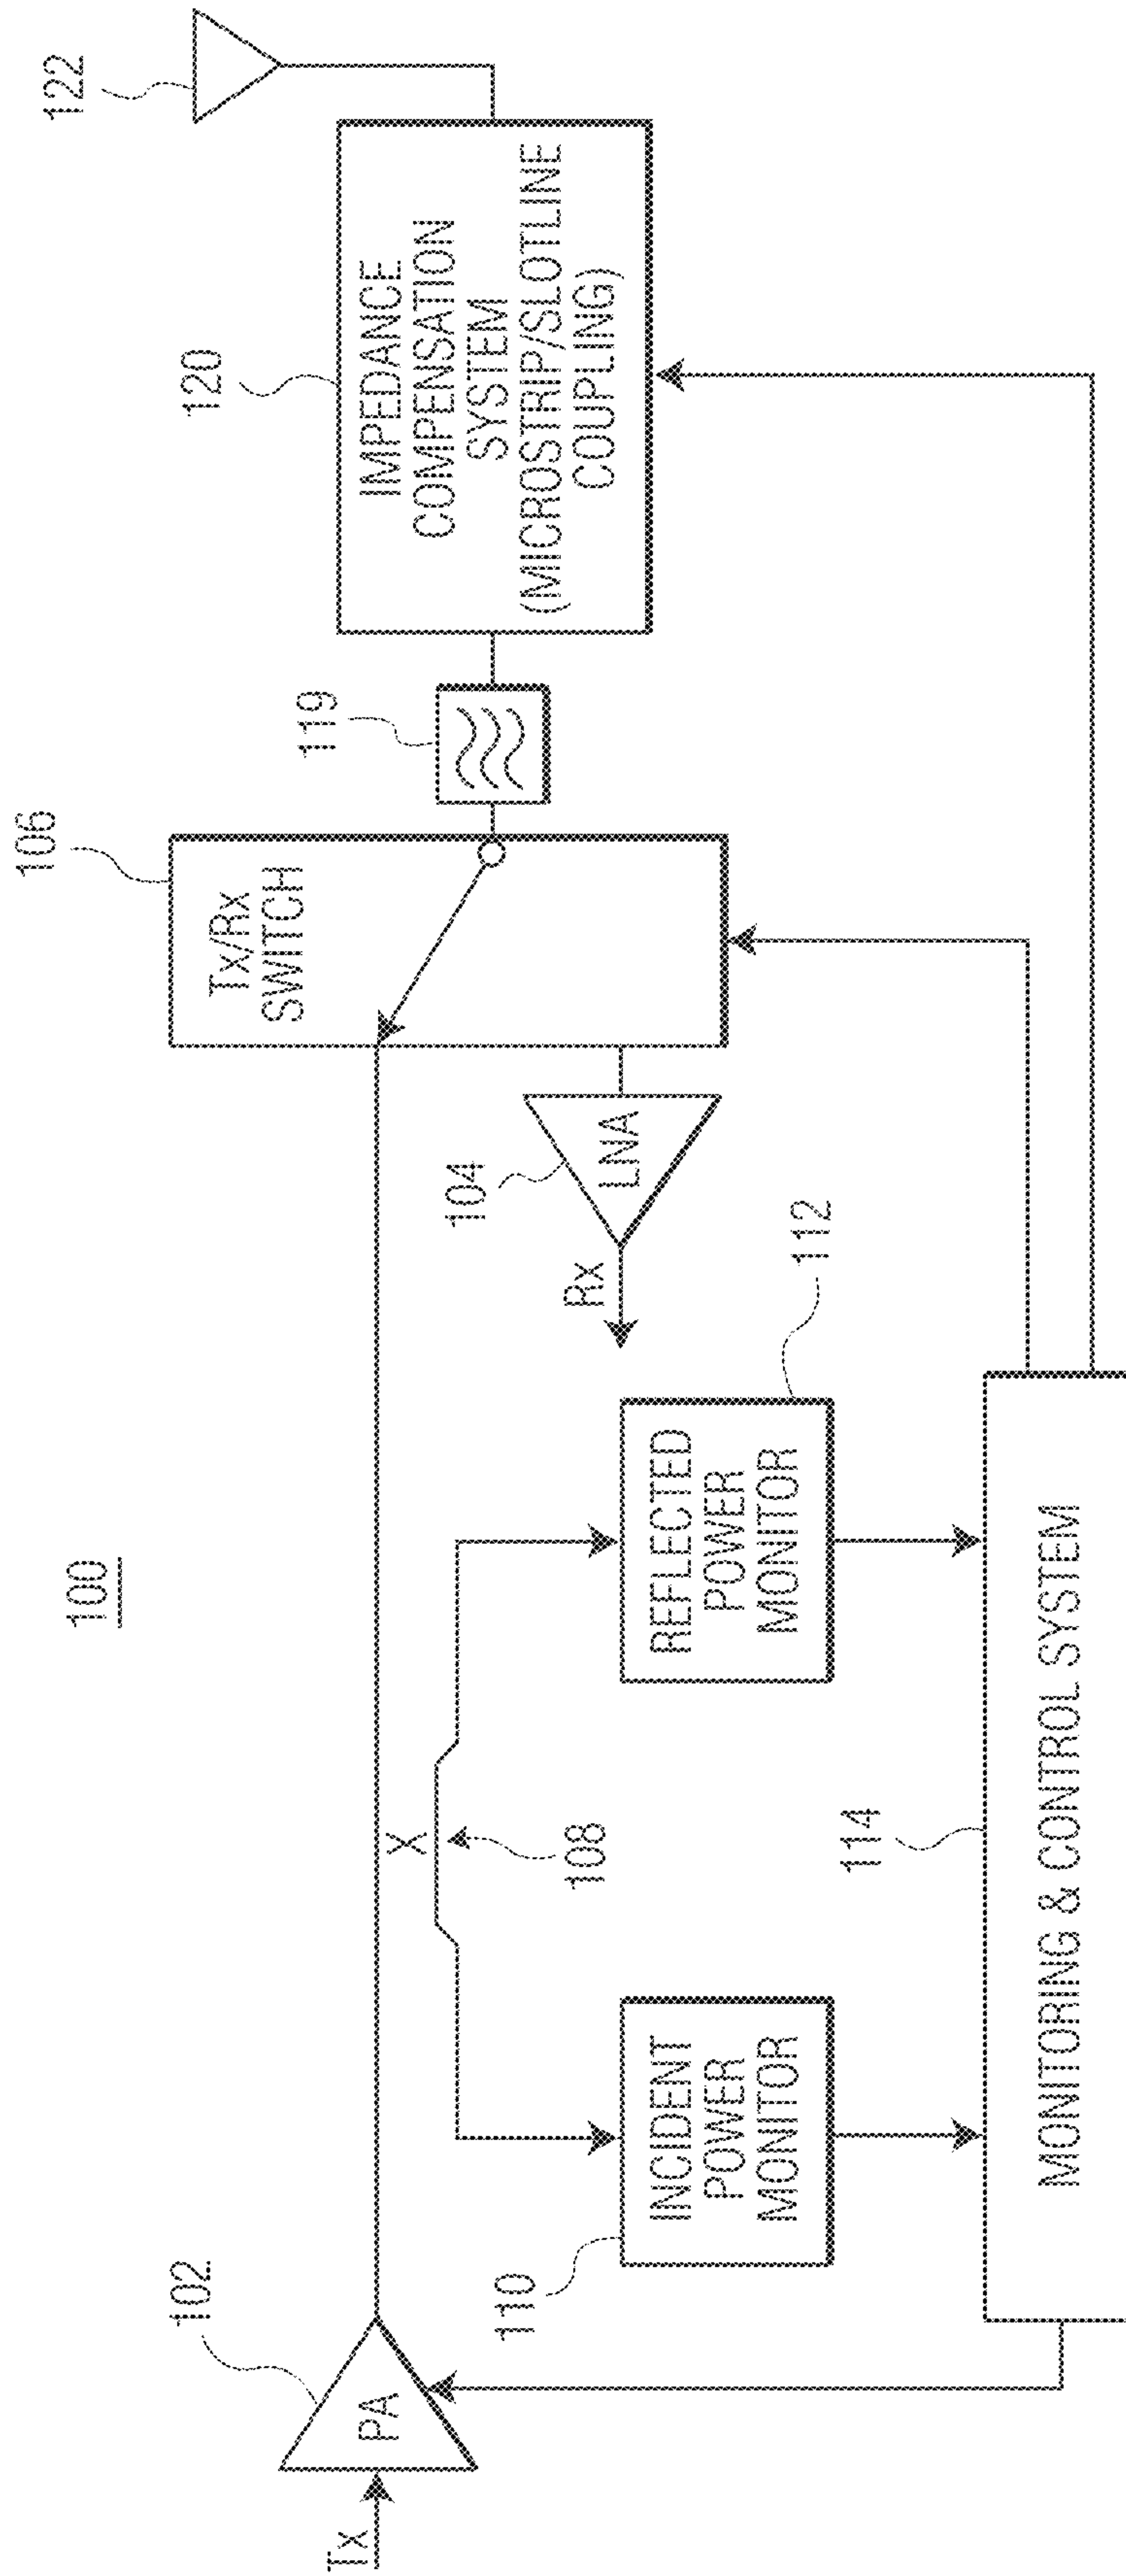 100
Tx
PA
102
INCIDENT
POWER
MONITOR
110
X
108
REFLECTED
POWER
MONITOR
112
MONITORING & CONTROL SYSTEM
114
Rx
LNA
104
Tx/Rx
SWITCH
106
119
IMPEDANCE
COMPENSATION
SYSTEM
(MICROSTRIP/SLOTLINE
COUPLING)
120
122